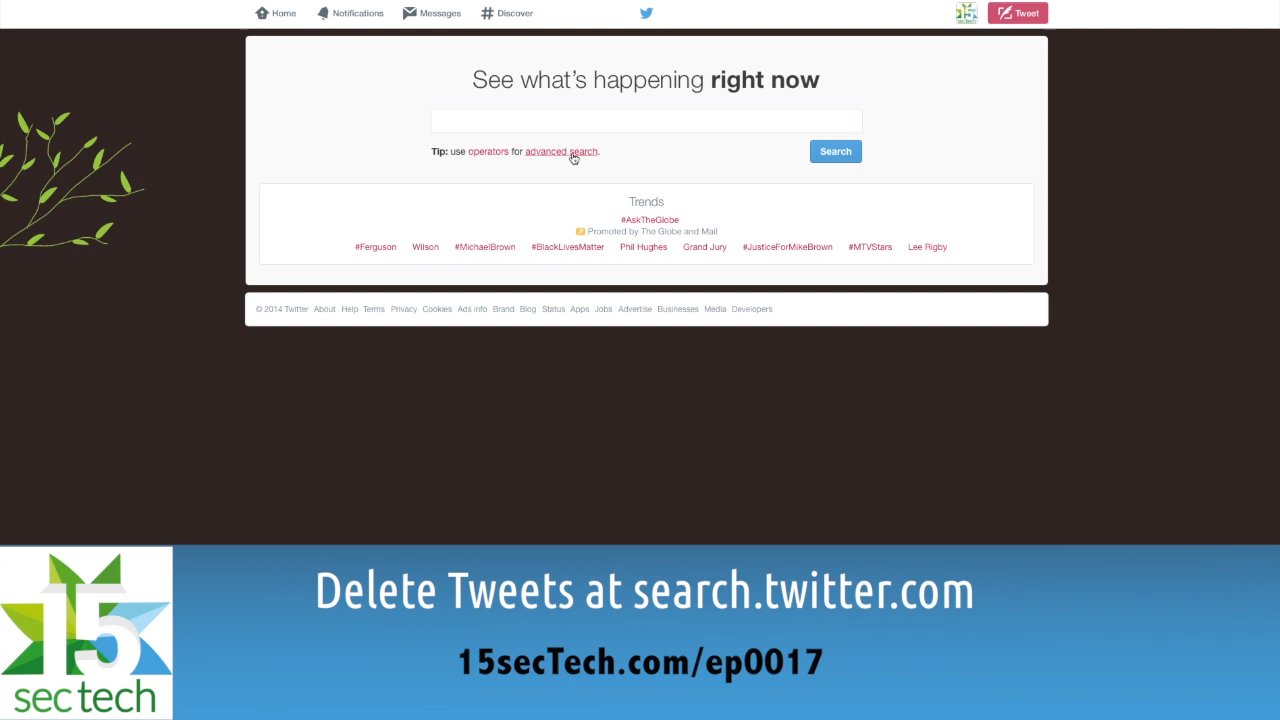 Home Notifications Messages Discover Tweet
See what's happening right now
Tip: use operators for advanced search.
Search
Trends
#AskTheGlobe
Promoted by The Globe and Mail
#Ferguson Wilson #MichaelBrown #BlackLivesMatter Phil Hughes Grand Jury #JusticeForMikeBrown #MTVStars Lee Rigby
© 2014 Twitter About Help Terms Privacy Cookies Ads info Brand Blog Status Apps Jobs Advertise Businesses Media Developers
Delete Tweets at search.twitter.com
15secTech.com/ep0017
15
sec tech